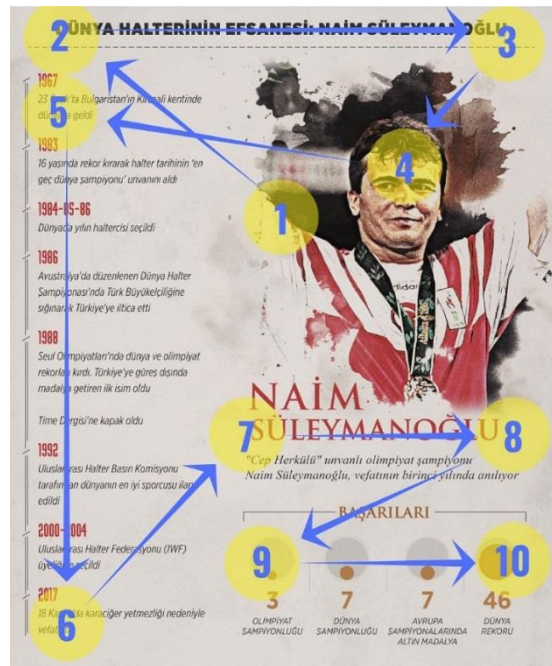 DÜNYA HALTERİNİN EFSANESİ: NAİM SÜLEYMANOĞLU
1967
23 Ocak'ta Bulgaristan'ın Kırcaali kentinde
dünyaya geldi
1983
16 yaşında rekor kırarak halter tarihinin 'en
genç dünya şampiyonu' unvanını aldı
1984-85-86
Dünyada yılın haltercisi seçildi
1986
Avustralya'da düzenlenen Dünya Halter
Şampiyonası'nda Türk Büyükelçiliğine
sığınarak Türkiye'ye iltica etti
1988
Seul Olimpiyatları'nda dünya ve olimpiyat
rekorları kırdı. Türkiye'ye güreş dışında
madalya getiren ilk isim oldu
Time Dergisi'ne kapak oldu
1992
Uluslararası Halter Basın Komisyonu
tarafından dünyanın en iyi sporcusu ilan
edildi
2000-2004
Uluslararası Halter Federasyonu (IWF)
üyeliğine seçildi
2017
18 Kasım'da karaciğer yetmezliği nedeniyle
vefat etti
1
2
3
4
5
6
7
8
9
10
NAİM
SÜLEYMANOĞLU
"Cep Herkülü" unvanlı olimpiyat şampiyonu
Naim Süleymanoğlu, vefatının birinci yılında anılıyor
BAŞARILARI
3
OLİMPİYAT
ŞAMPİYONLUĞU
7
DÜNYA
ŞAMPİYONLUĞU
7
AVRUPA
ŞAMPİYONALARINDA
ALTIN MADALYA
46
DÜNYA
REKORU